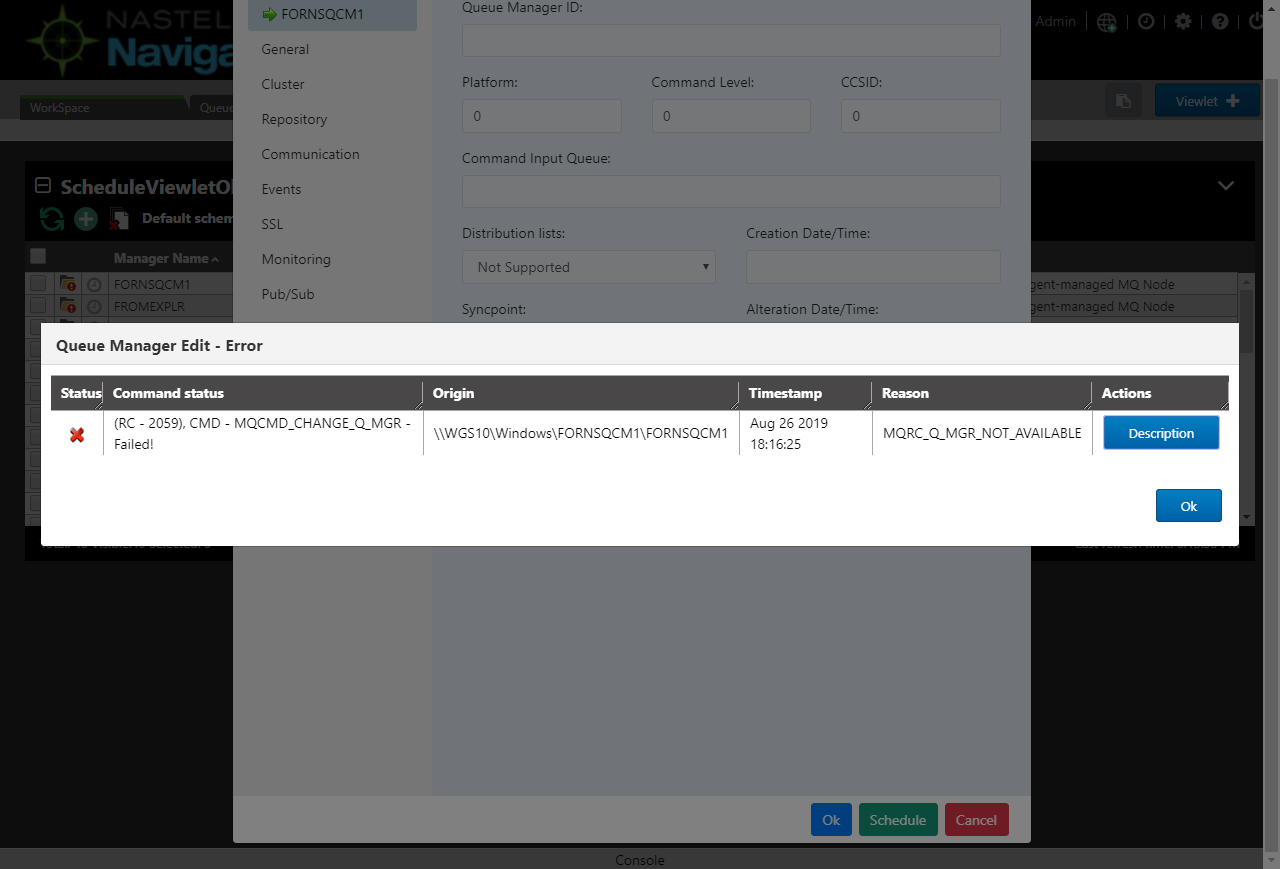 FORNSQCM1
General
Cluster
Repository
Communication
Events
SSL
Monitoring
Pub/Sub
Queue Manager ID:
Platform: Command Level: CCSID:
0 0 0
Command Input Queue:
Distribution lists: Creation Date/Time:
Not Supported
Syncpoint: Alteration Date/Time:
NASTEL
Naviga
Admin
WorkSpace
Queue
Viewlet
ScheduleViewletOl
Default schem
Manager Name
FORNSQCM1
gent-managed MQ Node
FROMEXPLR
gent-managed MQ Node
Queue Manager Edit - Error
Status Command status Origin Timestamp Reason Actions
(RC - 2059), CMD - MQCMD_CHANGE_Q_MGR - Failed!
\\WGS10\Windows\FORNSQCM1\FORNSQCM1
Aug 26 2019
18:16:25
MQRC_Q_MGR_NOT_AVAILABLE
Description
Ok
Ok Schedule Cancel
Console